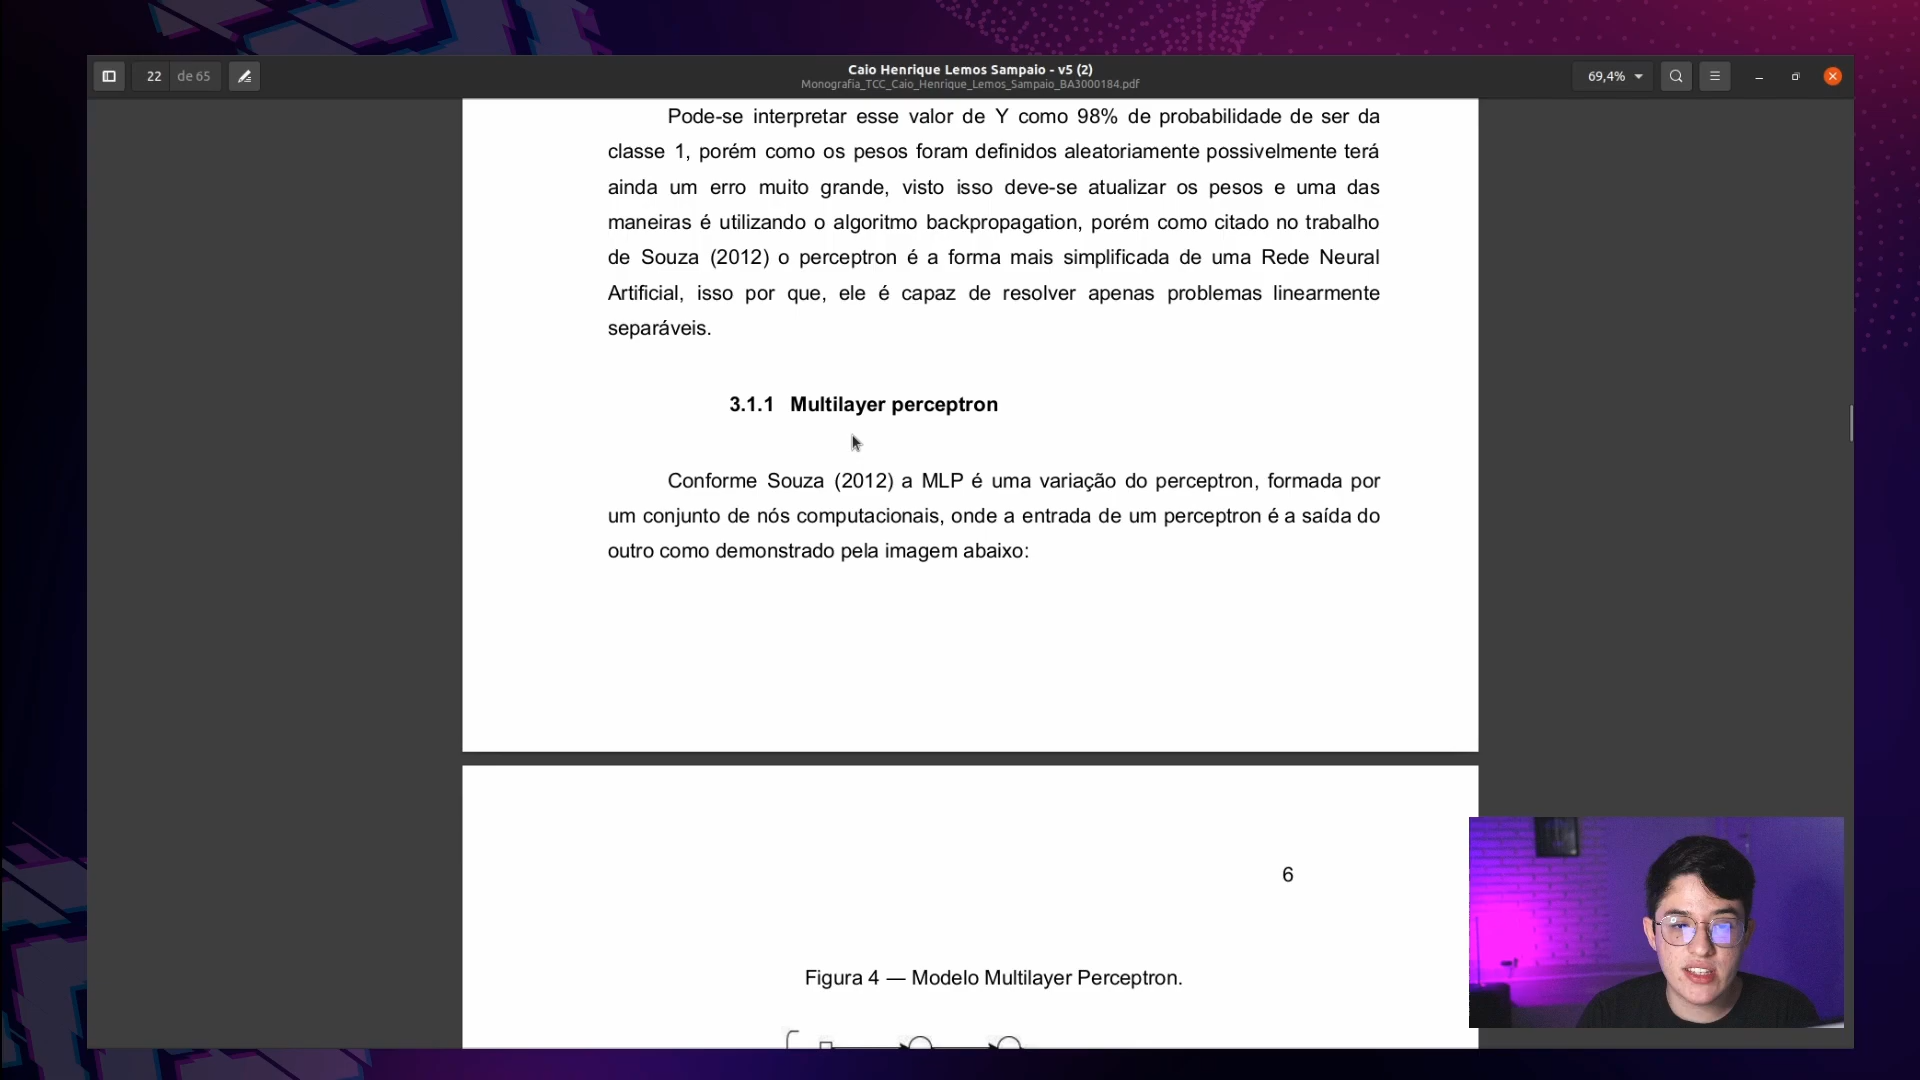 22 de 65
Caio Henrique Lemos Sampaio - v5 (2)
Monografia_TCC_Caio_Henrique_Lemos_Sampaio_BA3000184.pdf
69,4%
Pode-se interpretar esse valor de Y como 98% de probabilidade de ser da
classe 1, porém como os pesos foram definidos aleatoriamente possivelmente terá
ainda um erro muito grande, visto isso deve-se atualizar os pesos e uma das
maneiras é utilizando o algoritmo backpropagation, porém como citado no trabalho
de Souza (2012) o perceptron é a forma mais simplificada de uma Rede Neural
Artificial, isso por que, ele é capaz de resolver apenas problemas linearmente
separáveis.
3.1.1 Multilayer perceptron
Conforme Souza (2012) a MLP é uma variação do perceptron, formada por
um conjunto de nós computacionais, onde a entrada de um perceptron é a saída do
outro como demonstrado pela imagem abaixo:
6
Figura 4 — Modelo Multilayer Perceptron.